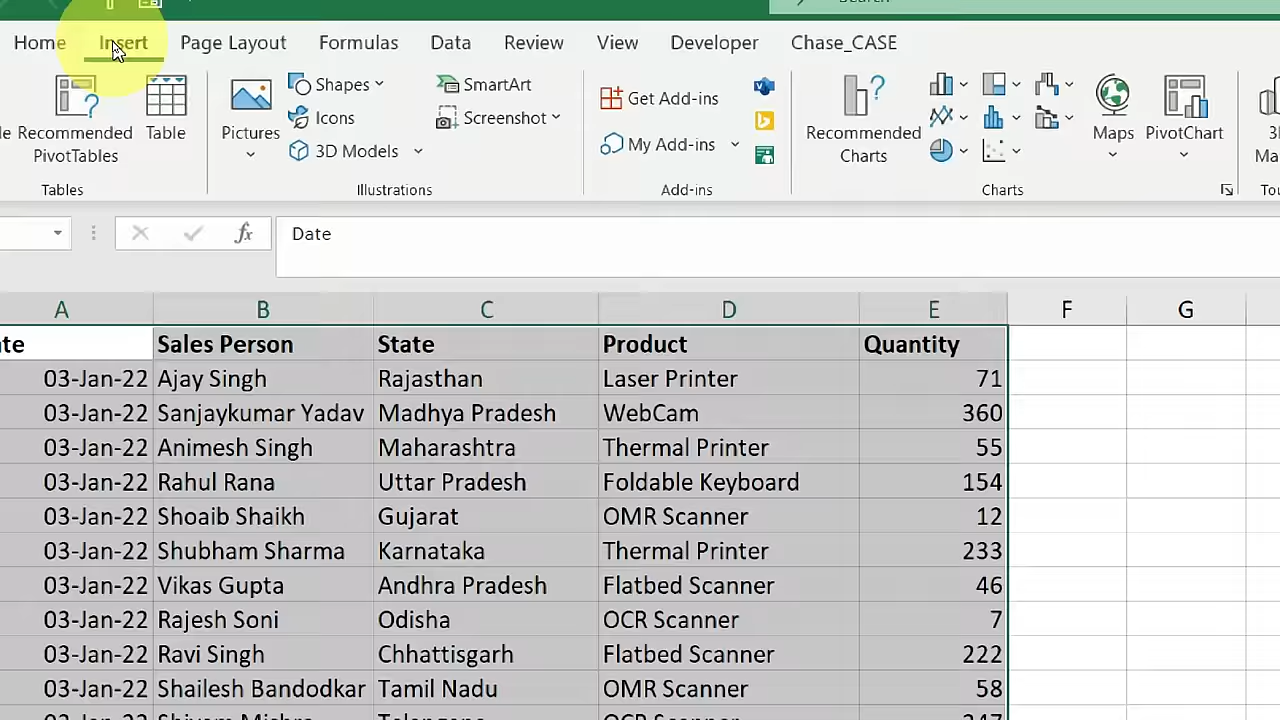 Home Insert Page Layout Formulas Data Review View Developer Chase_CASE
Recommended PivotTables
Table
Tables
Pictures
Shapes
Icons
3D Models
SmartArt
Screenshot
Illustrations
Get Add-ins
My Add-ins
Add-ins
Recommended Charts
Maps
PivotChart
Charts
fx Date
A B C D E F G
Sales Person State Product Quantity
03-Jan-22 Ajay Singh Rajasthan Laser Printer 71
03-Jan-22 Sanjaykumar Yadav Madhya Pradesh WebCam 360
03-Jan-22 Animesh Singh Maharashtra Thermal Printer 55
03-Jan-22 Rahul Rana Uttar Pradesh Foldable Keyboard 154
03-Jan-22 Shoaib Shaikh Gujarat OMR Scanner 12
03-Jan-22 Shubham Sharma Karnataka Thermal Printer 233
03-Jan-22 Vikas Gupta Andhra Pradesh Flatbed Scanner 46
03-Jan-22 Rajesh Soni Odisha OCR Scanner 7
03-Jan-22 Ravi Singh Chhattisgarh Flatbed Scanner 222
03-Jan-22 Shailesh Bandodkar Tamil Nadu OMR Scanner 58